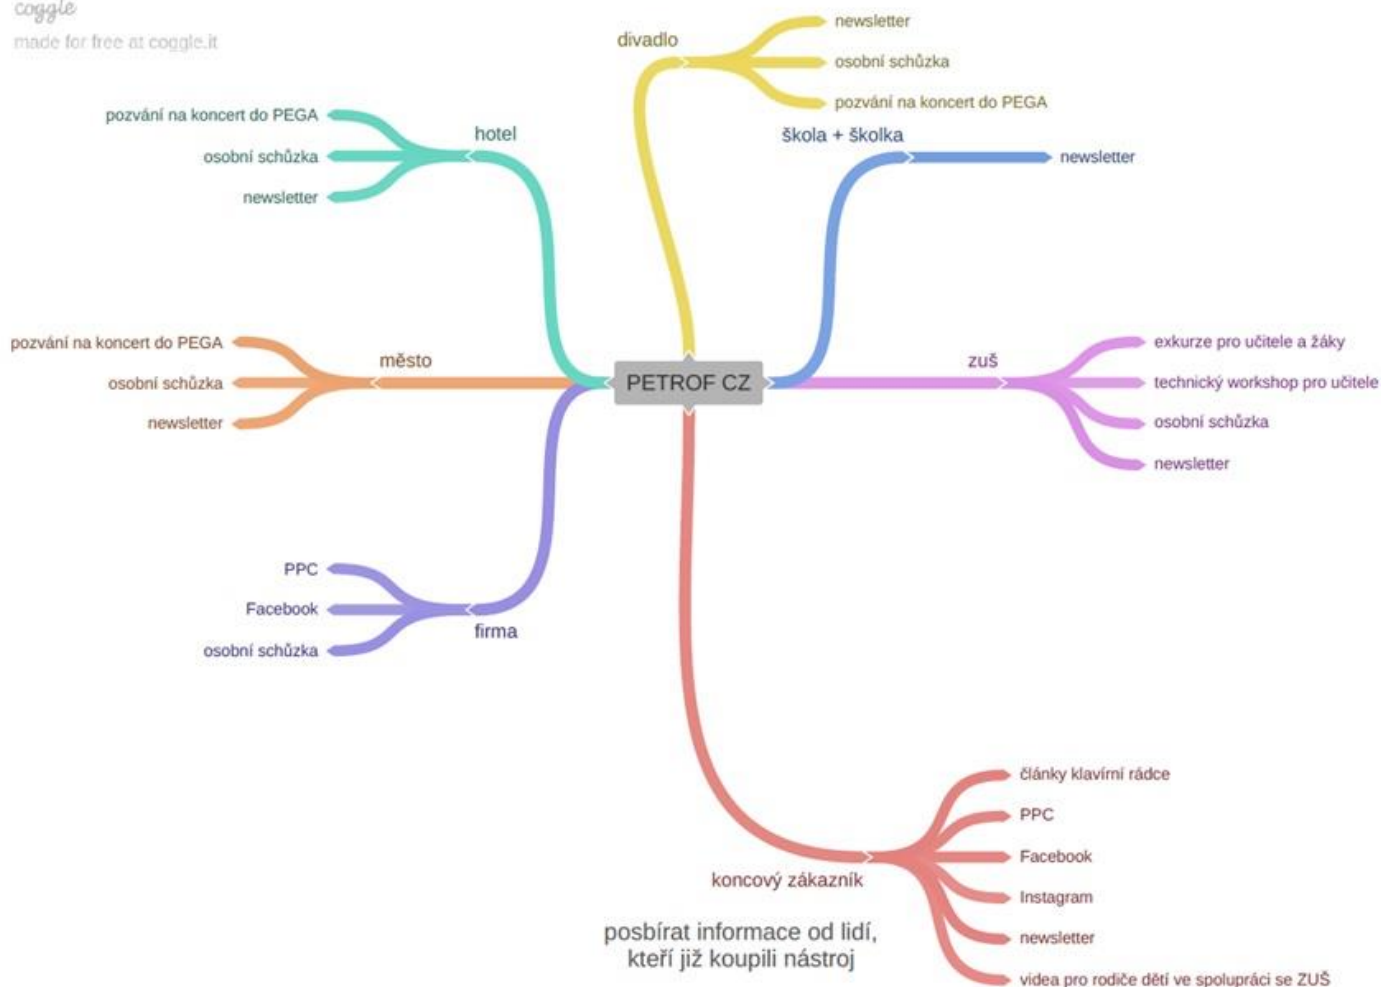 coggle
made for free at coggle.it
divadlo
newsletter
osobní schůzka
pozvání na koncert do PEGA
škola + školka
newsletter
hotel
pozvání na koncert do PEGA
osobní schůzka
newsletter
město
pozvání na koncert do PEGA
osobní schůzka
newsletter
PETROF CZ
zuš
exkurze pro učitele a žáky
technický workshop pro učitele
osobní schůzka
newsletter
firma
PPC
Facebook
osobní schůzka
koncový zákazník
články klavírní rádce
PPC
Facebook
Instagram
newsletter
videa pro rodiče dětí ve spolupráci se ZUŠ
posbírat informace od lidí,
kteří již koupili nástroj